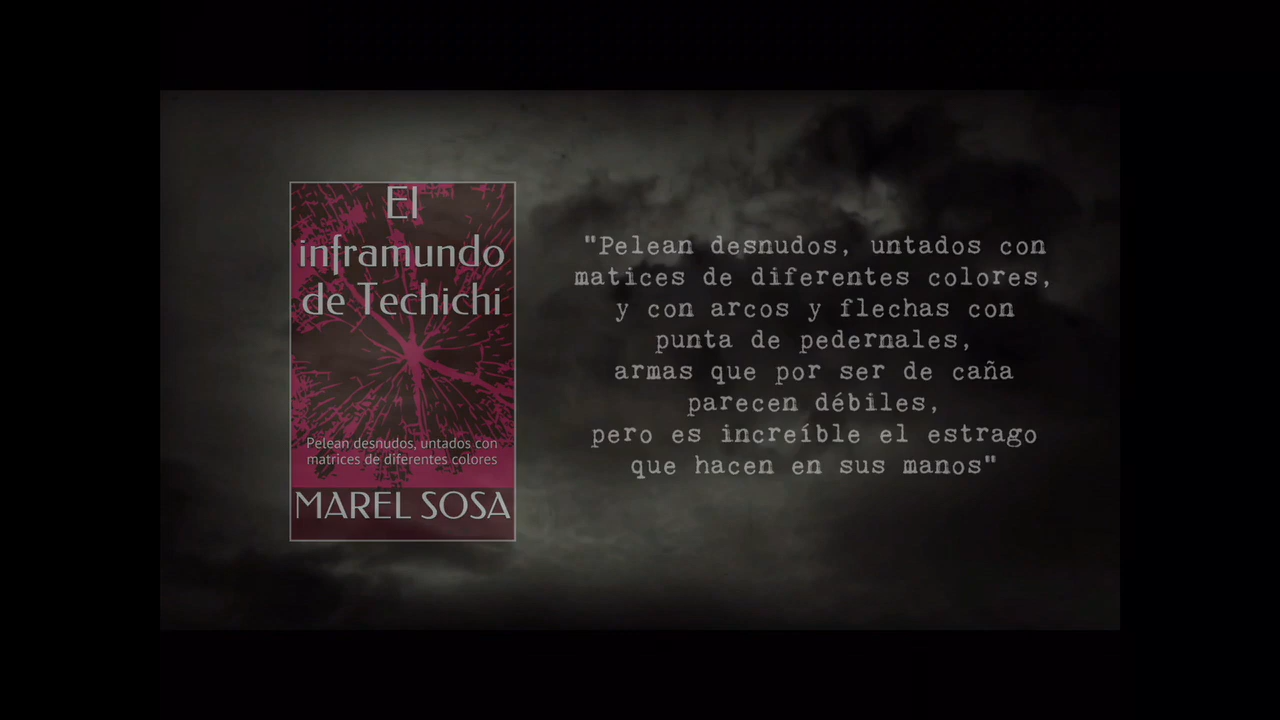 El
inframundo
de Techichi
Pelean desnudos, untados con
matrices de diferentes colores
MAREL SOSA
"Pelean desnudos, untados con
matices de diferentes colores,
y con arcos y flechas con
punta de pedernales,
armas que por ser de caña
parecen débiles,
pero es increíble el estrago
que hacen en sus manos"